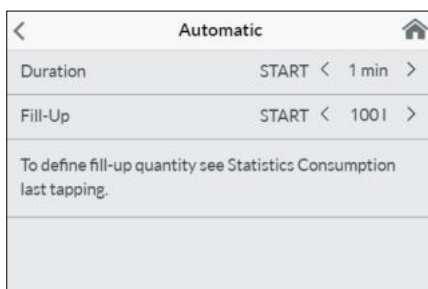 Automatic
Duration START < 1 min >
Fill-Up START < 100 l >
To define fill-up quantity see Statistics Consumption
last tapping.